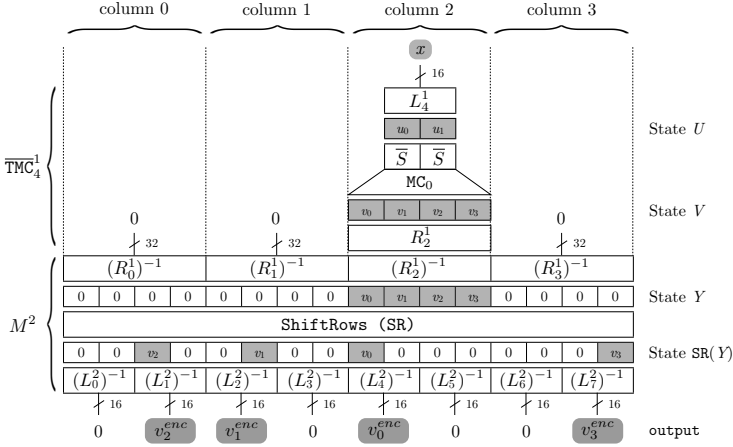 column 0 column 1 column 2 column 3
x
16
L_4^1
u_0 u_1 State U
S̅ S̅
T̅M̅C̅_4^1
MC_0
0 0 v_0 v_1 v_2 v_3 0 State V
32 32 R_2^1 32
(R_0^1)^{-1} (R_1^1)^{-1} (R_2^1)^{-1} (R_3^1)^{-1}
0 0 0 0 0 0 0 0 v_0 v_1 v_2 v_3 0 0 0 0 State Y
M^2 ShiftRows (SR)
0 0 v_2 0 0 v_1 0 0 v_0 0 0 0 0 0 0 v_3 State SR(Y)
(L_0^2)^{-1} (L_1^2)^{-1} (L_2^2)^{-1} (L_3^2)^{-1} (L_4^2)^{-1} (L_5^2)^{-1} (L_6^2)^{-1} (L_7^2)^{-1}
16 16 16 16 16 16 16 16
0 v_2^{enc} v_1^{enc} 0 v_0^{enc} 0 0 v_3^{enc} output